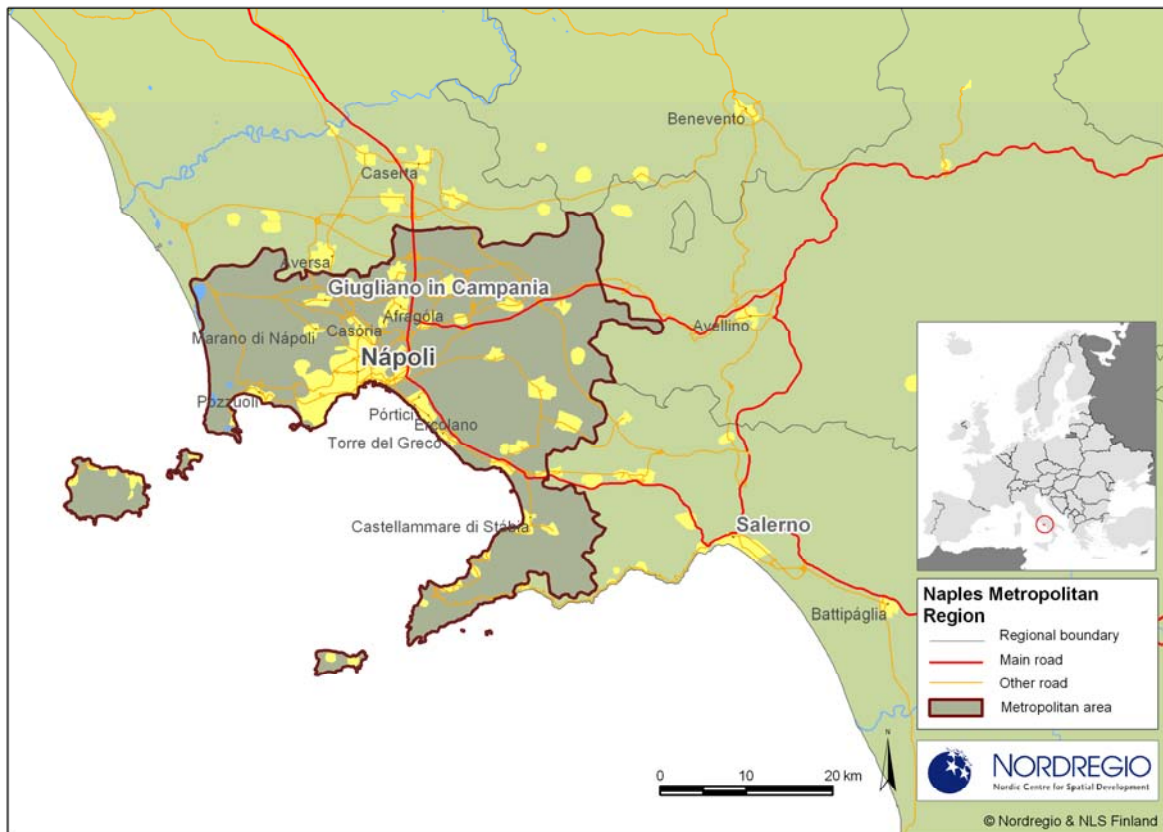 Benevento
Caserta
Aversa
Giugliano in Campania
Afragóla
Casória
Marano di Nápoli
Avellino
Nápoli
Pozzuoli
Pórtici
Ercolano
Torre del Greco
Castellammare di Stábia
Salerno
Battipáglia
Naples Metropolitan
Region
Regional boundary
Main road
Other road
Metropolitan area
N
0 10 20 km
NORDREGIO
Nordic Centre for Spatial Development
© Nordregio & NLS Finland